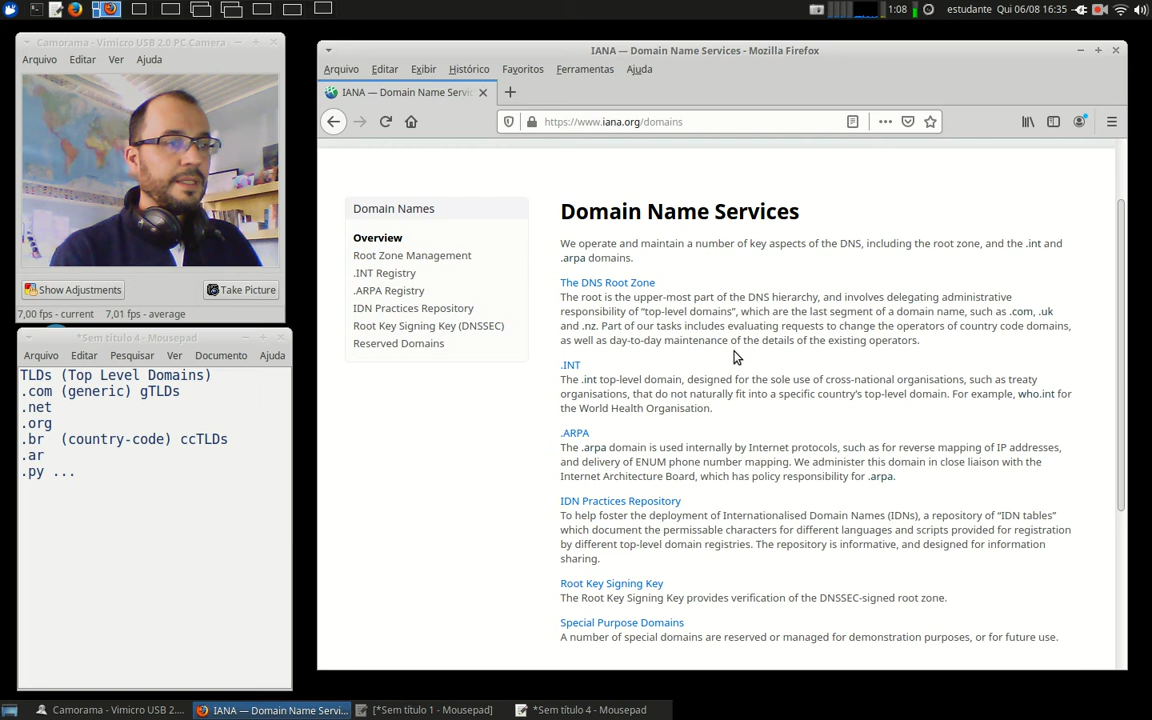 1:08
estudante Qui 06/08 16:35
Camorama - Vimicro USB 2.0 PC Camera
Arquivo Editar Ver Ajuda
Show Adjustments
Take Picture
7,00 fps - current 7,01 fps - average
*Sem título 4 - Mousepad
Arquivo Editar Pesquisar Ver Documento Ajuda
TLDs (Top Level Domains)
.com (generic) gTLDs
.net
.org
.br (country-code) ccTLDs
.ar
.py ...
IANA — Domain Name Services - Mozilla Firefox
Arquivo Editar Exibir Histórico Favoritos Ferramentas Ajuda
IANA — Domain Name Servic
https://www.iana.org/domains
Domain Names
Overview
Root Zone Management
.INT Registry
.ARPA Registry
IDN Practices Repository
Root Key Signing Key (DNSSEC)
Reserved Domains
Domain Name Services
We operate and maintain a number of key aspects of the DNS, including the root zone, and the .int and
.arpa domains.
The DNS Root Zone
The root is the upper-most part of the DNS hierarchy, and involves delegating administrative
responsibility of “top-level domains”, which are the last segment of a domain name, such as .com, .uk
and .nz. Part of our tasks includes evaluating requests to change the operators of country code domains,
as well as day-to-day maintenance of the details of the existing operators.
.INT
The .int top-level domain, designed for the sole use of cross-national organisations, such as treaty
organisations, that do not naturally fit into a specific country’s top-level domain. For example, who.int for
the World Health Organisation.
.ARPA
The .arpa domain is used internally by Internet protocols, such as for reverse mapping of IP addresses,
and delivery of ENUM phone number mapping. We administer this domain in close liaison with the
Internet Architecture Board, which has policy responsibility for .arpa.
IDN Practices Repository
To help foster the deployment of Internationalised Domain Names (IDNs), a repository of “IDN tables”
which document the permissable characters for different languages and scripts provided for registration
by different top-level domain registries. The repository is informative, and designed for information
sharing.
Root Key Signing Key
The Root Key Signing Key provides verification of the DNSSEC-signed root zone.
Special Purpose Domains
A number of special domains are reserved or managed for demonstration purposes, or for future use.
Camorama - Vimicro USB 2....
IANA — Domain Name Servi...
[*Sem título 1 - Mousepad]
*Sem título 4 - Mousepad